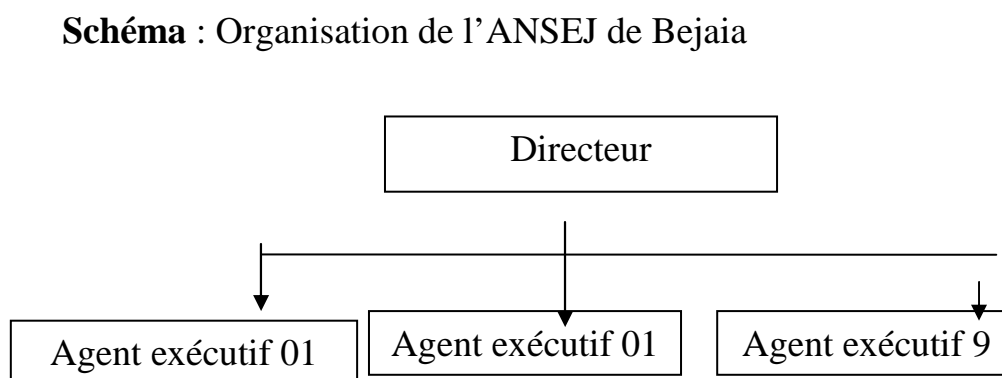 Schéma : Organisation de l’ANSEJ de Bejaia
Directeur
Agent exécutif 01
Agent exécutif 01
Agent exécutif 9